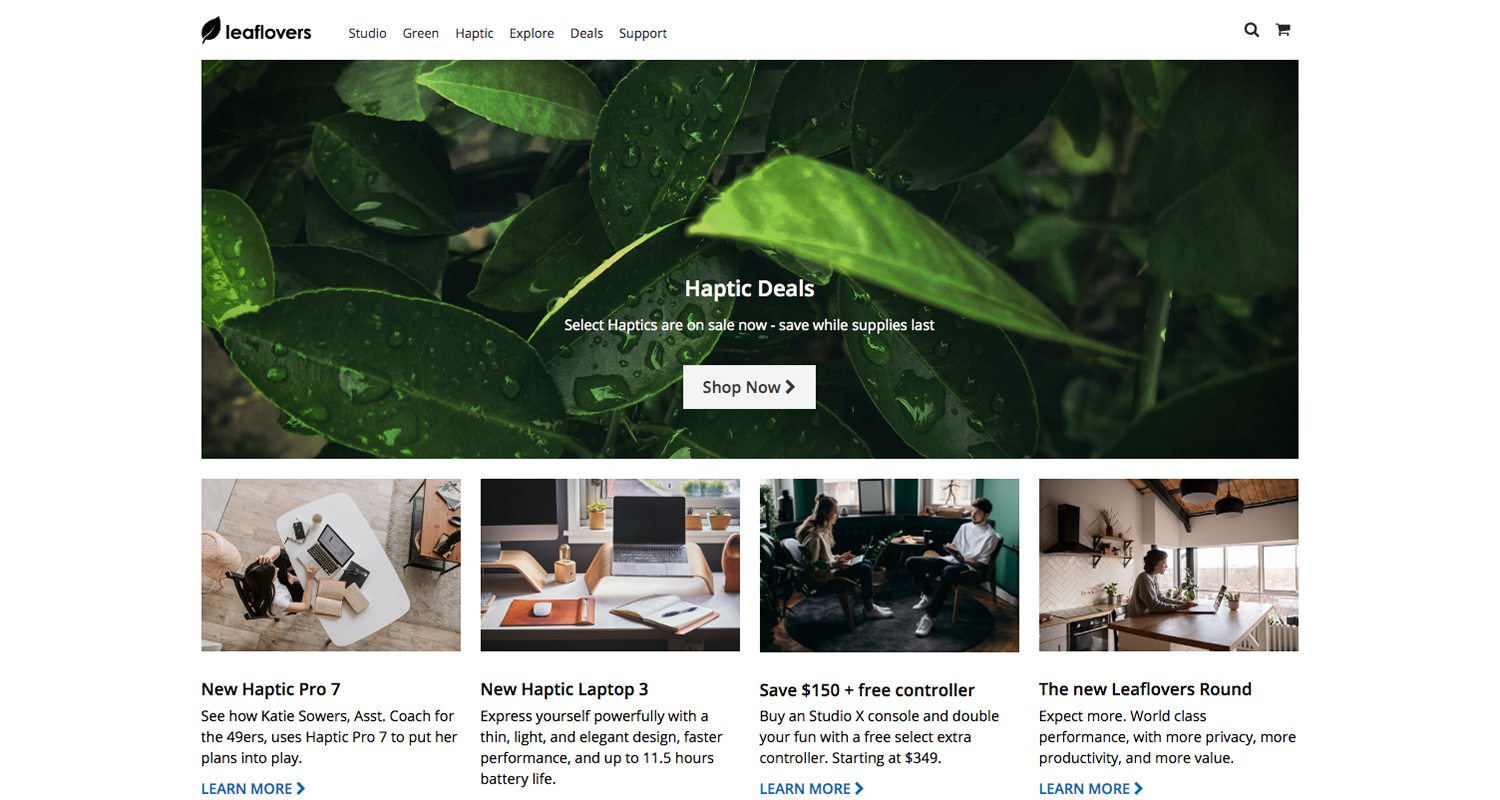 leaflovers
Studio Green Haptic Explore Deals Support
Haptic Deals
Select Haptics are on sale now - save while supplies last
Shop Now
New Haptic Pro 7
See how Katie Sowers, Asst. Coach for
the 49ers, uses Haptic Pro 7 to put her
plans into play.
LEARN MORE
New Haptic Laptop 3
Express yourself powerfully with a
thin, light, and elegant design, faster
performance, and up to 11.5 hours
battery life.
Save $150 + free controller
Buy an Studio X console and double
your fun with a free select extra
controller. Starting at $349.
LEARN MORE
The new Leaflovers Round
Expect more. World class
performance, with more privacy, more
productivity, and more value.
LEARN MORE